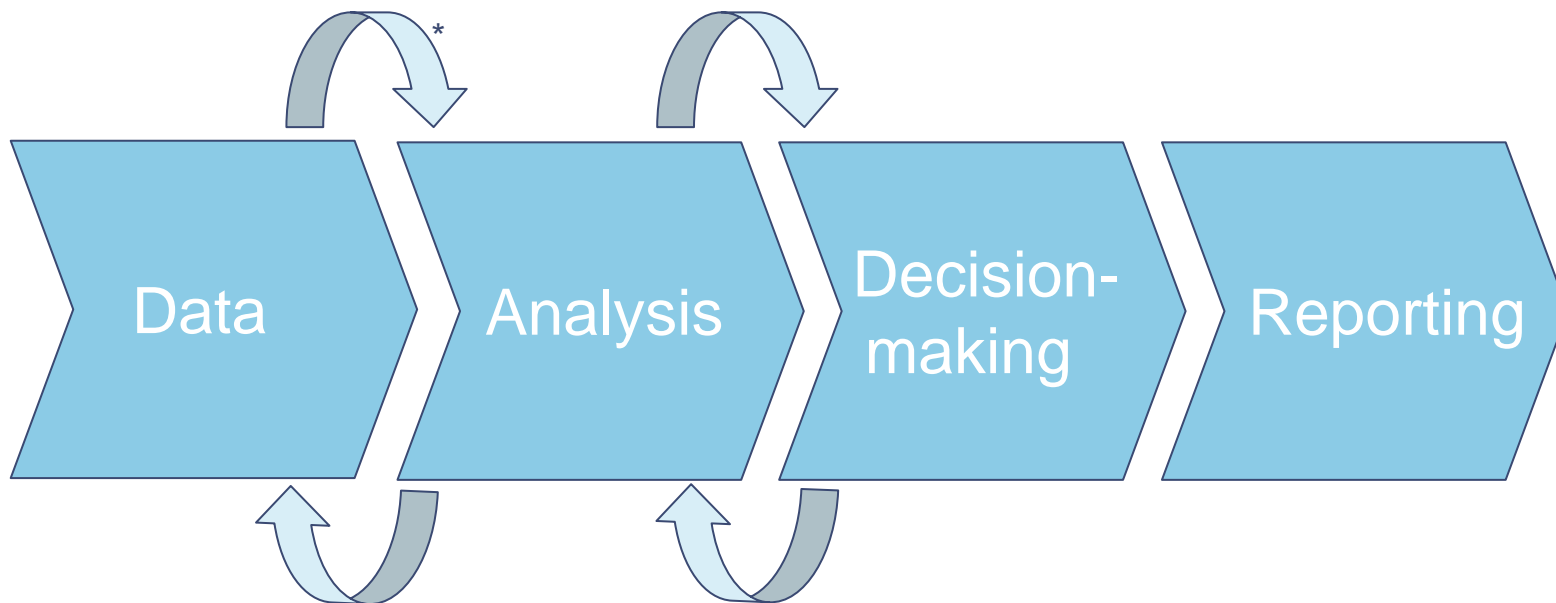 *
Data
Analysis
Decision-
making
Reporting